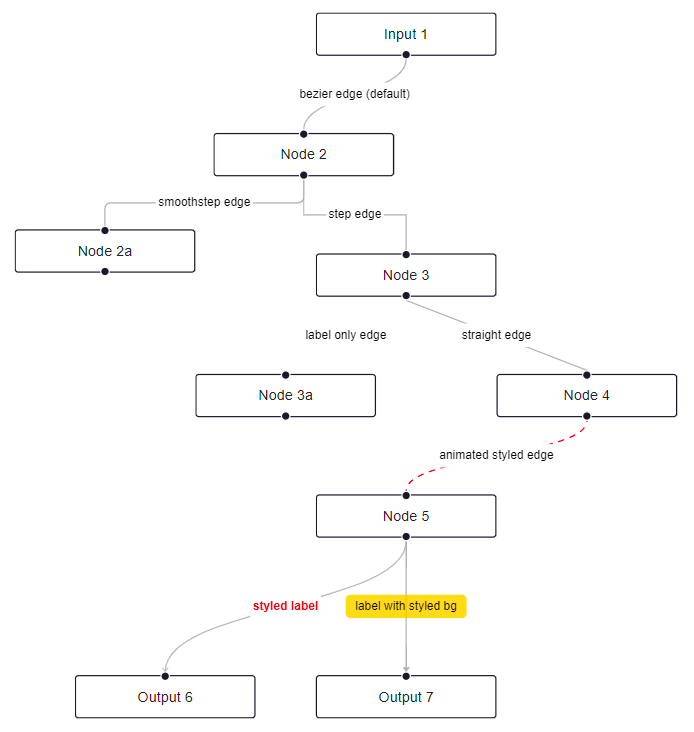 Input 1
bezier edge (default)
Node 2
smoothstep edge
step edge
Node 2a
Node 3
label only edge
straight edge
Node 3a
Node 4
animated styled edge
Node 5
styled label
label with styled bg
Output 6
Output 7